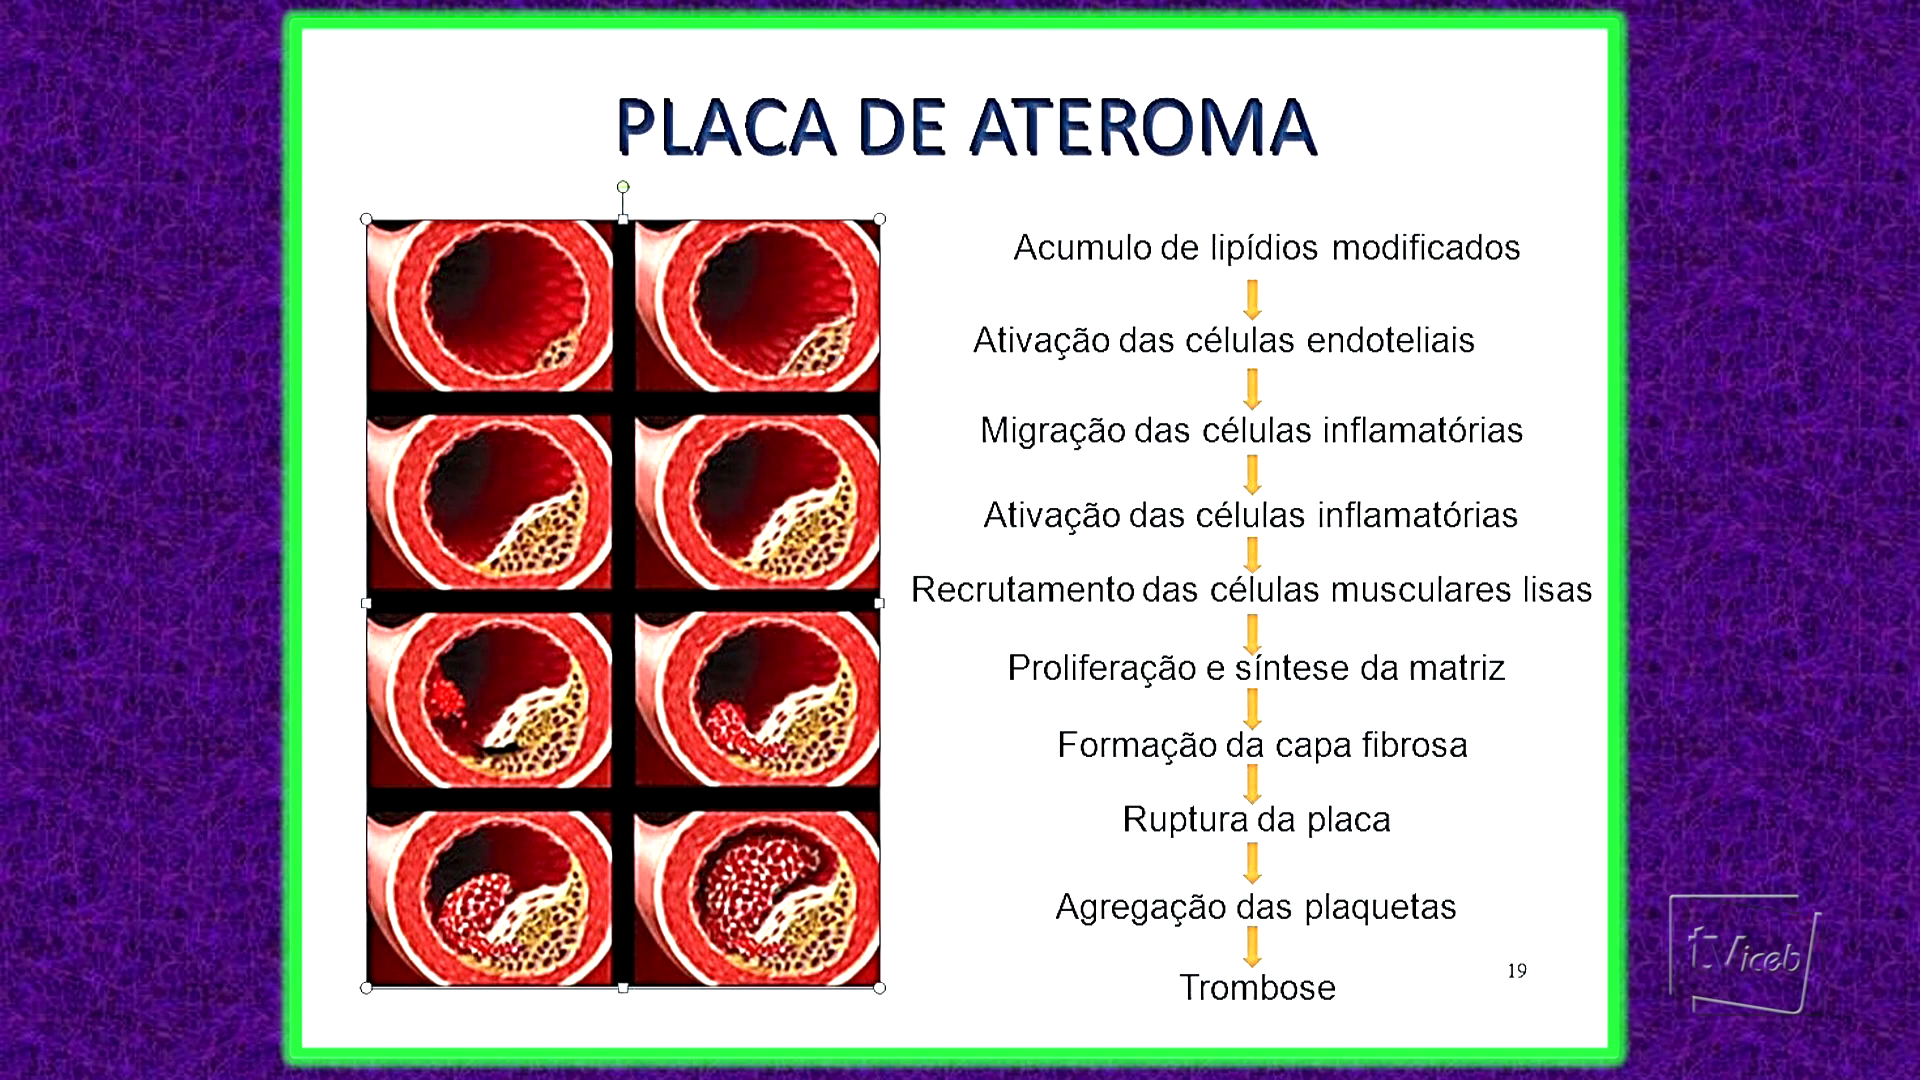 PLACA DE ATEROMA
Acumulo de lipídios modificados
Ativação das células endoteliais
Migração das células inflamatórias
Ativação das células inflamatórias
Recrutamento das células musculares lisas
Proliferação e síntese da matriz
Formação da capa fibrosa
Ruptura da placa
Agregação das plaquetas
Trombose
19
tViceb